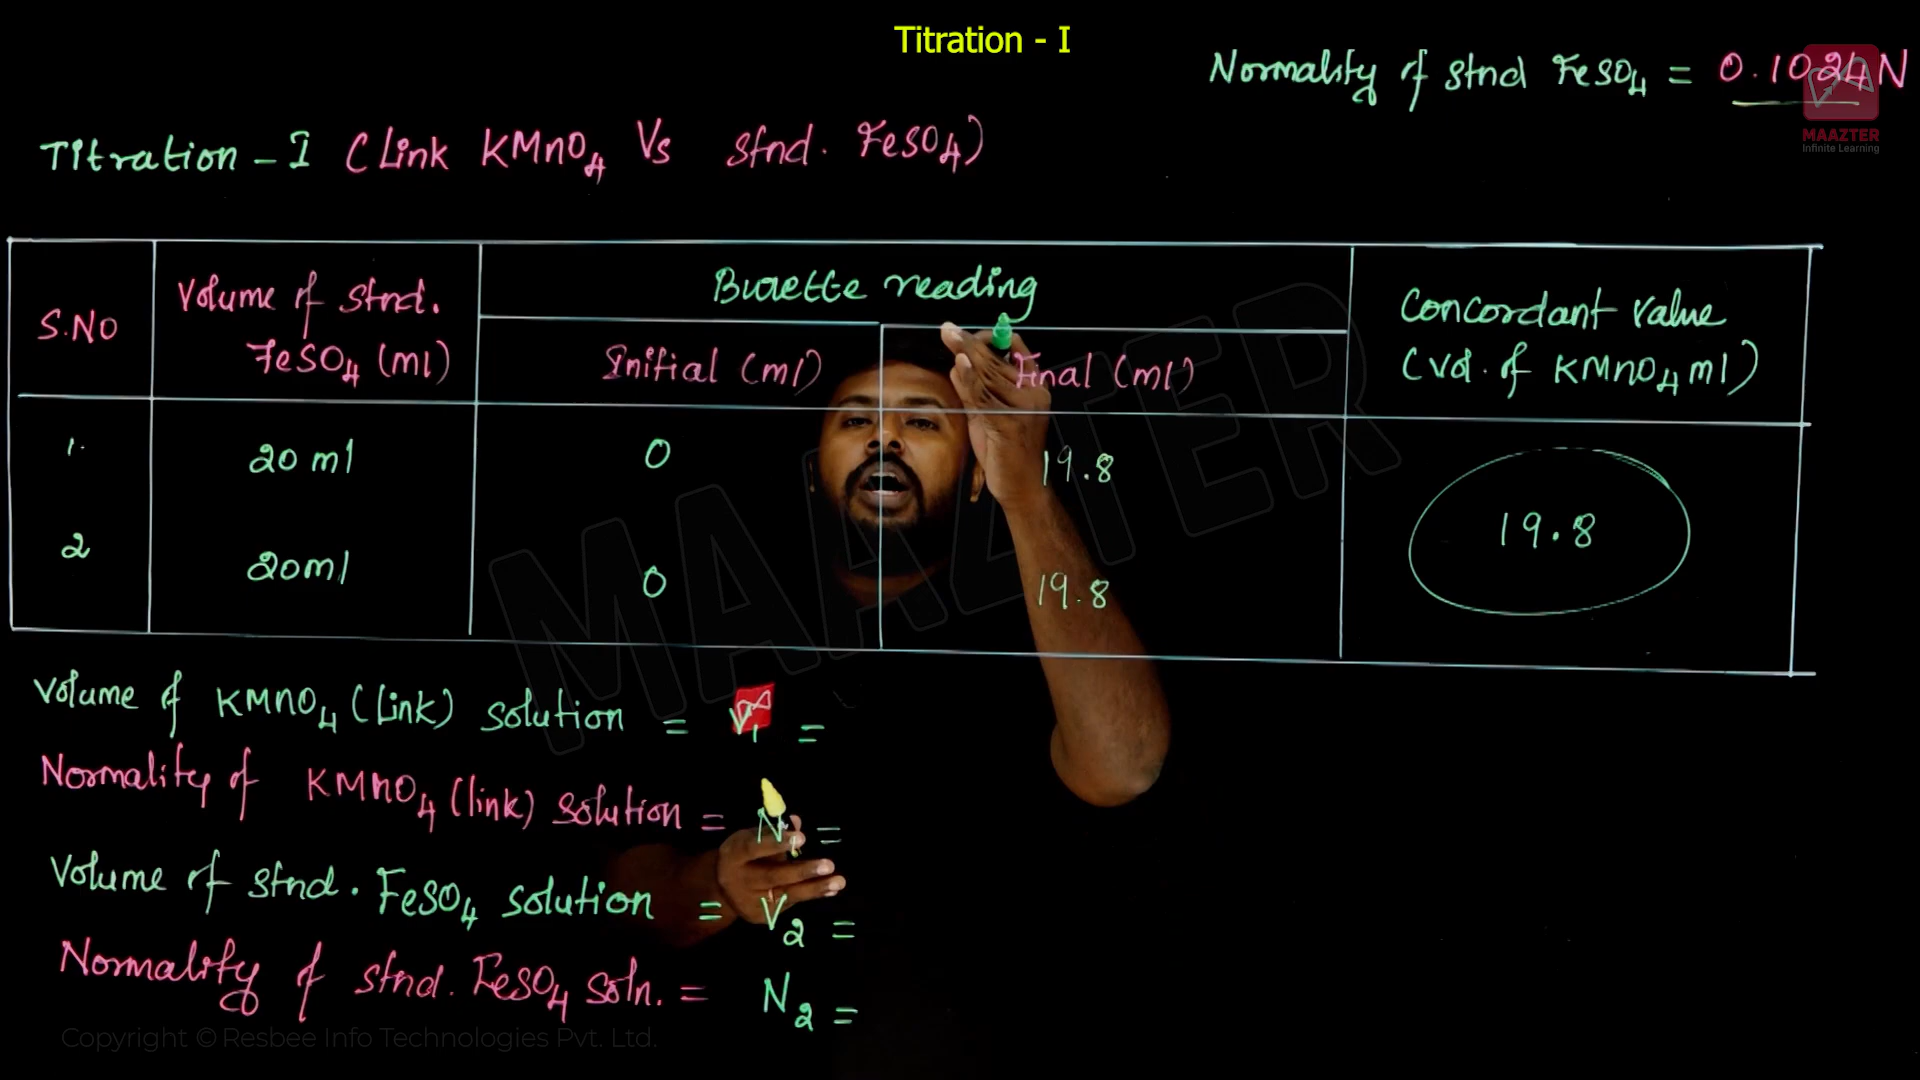 Titration - I
Normality of stnd FeSO4 = 0.1024 N
MAAZTER
Infinite Learning
Titration - I (Link KMnO4 Vs stnd. FeSO4)
S.NO
Volume of stnd.
FeSO4 (ml)
Burette reading
Initial (ml)
Final (ml)
Concordant value
(Vol. of KMnO4 ml)
1. 20 ml 0 19.8
19.8
2 20ml 0 19.8
MAAZTER
Volume of KMnO4 (Link) solution = V1 =
Normality of KMnO4 (link) solution = N1 =
Volume of stnd. FeSO4 solution = V2 =
Normality of stnd. FeSO4 soln. = N2 =
Copyright © Resbee Info Technologies Pvt. Ltd.